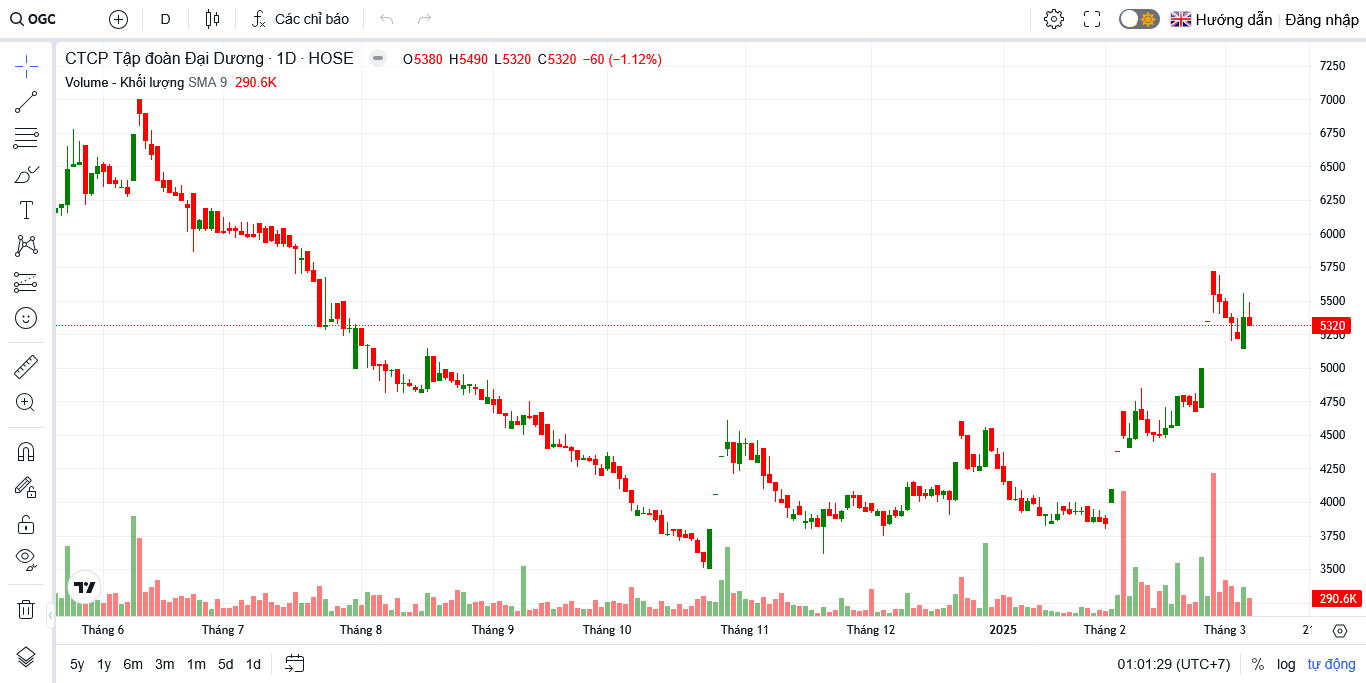 OGC D Các chỉ báo Hướng dẫn Đăng nhập
CTCP Tập đoàn Đại Dương · 1D · HOSE O5380 H5490 L5320 C5320 −60 (−1.12%)
Volume - Khối lượng SMA 9 290.6K
7250
7000
6750
6500
6250
6000
5750
5500
5320
5250
5000
4750
4500
4250
4000
3750
3500
290.6K
Tháng 6 Tháng 7 Tháng 8 Tháng 9 Tháng 10 Tháng 11 Tháng 12 2025 Tháng 2 Tháng 3 21
5y 1y 6m 3m 1m 5d 1d 01:01:29 (UTC+7) % log tự động